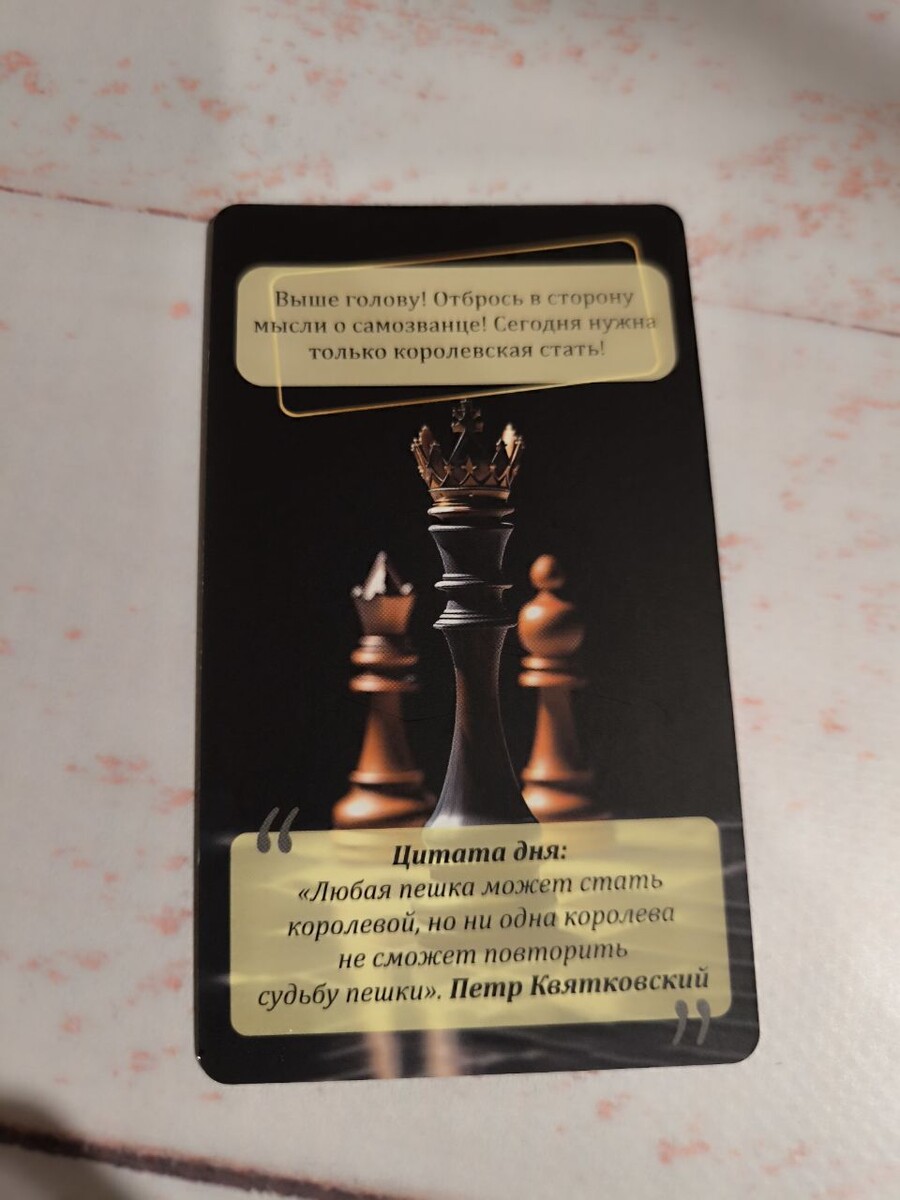 Выше голову! Отбрось в сторону
мысли о самозванце! Сегодня нужна
только королевская стать!
“
Цитата дня:
«Любая пешка может стать
королевой, но ни одна королева
не сможет повторить
судьбу пешки». Петр Квятковский
”